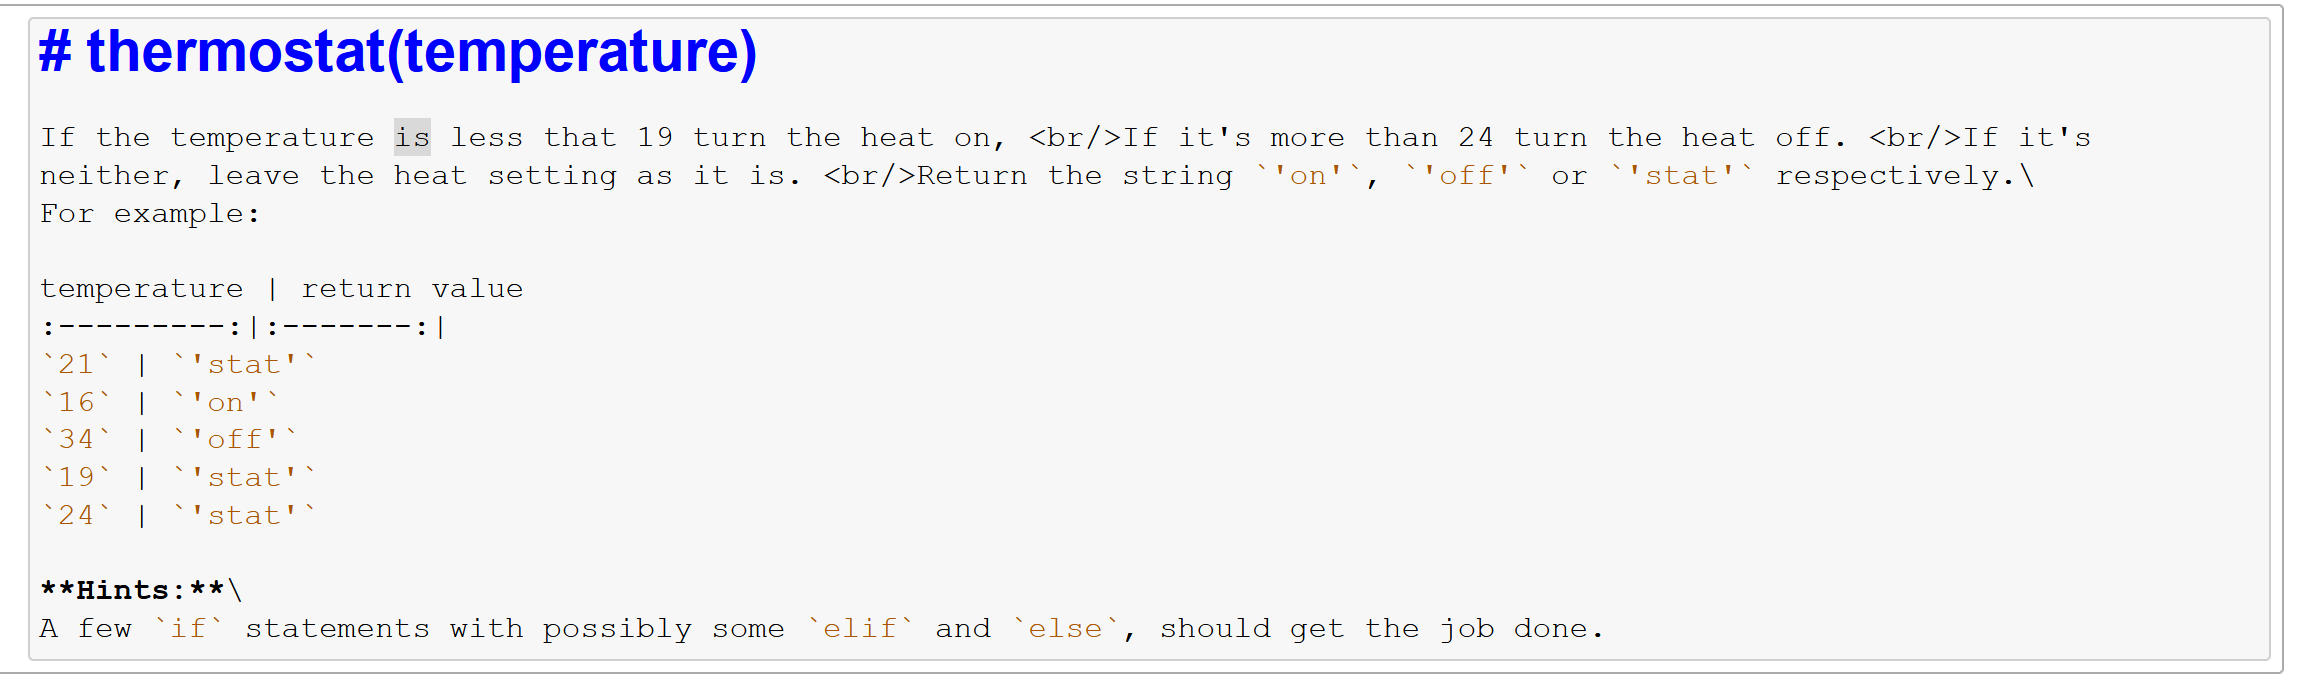 # thermostat(temperature)
If the temperature is less that 19 turn the heat on, <br/>If it's more than 24 turn the heat off. <br/>If it's
neither, leave the heat setting as it is. <br/>Return the string `'on'`, `'off'` or `'stat'` respectively.\
For example:
temperature | return value
:---------:|:-------:|
`21` | `'stat'`
`16` | `'on'`
`34` | `'off'`
`19` | `'stat'`
`24` | `'stat'`
**Hints:**\
A few `if` statements with possibly some `elif` and `else`, should get the job done.